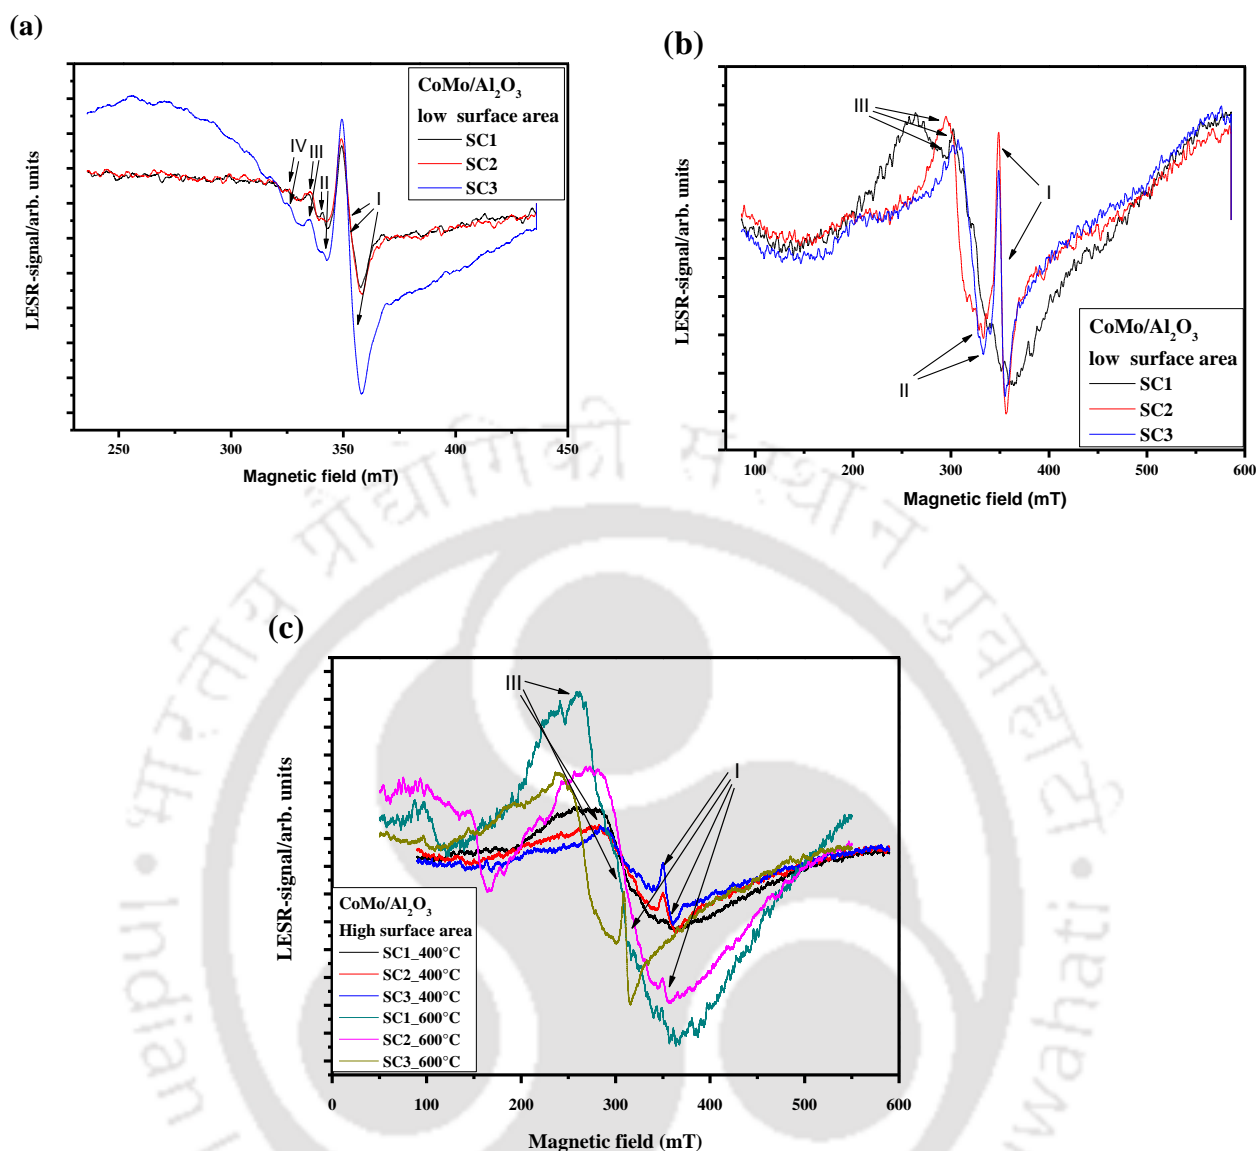 (a)
CoMo/Al2O3
low surface area
SC1
SC2
SC3
IV
III
II
I
LESR-signal/arb. units
250
300
350
400
450
Magnetic field (mT)
(b)
III
I
II
CoMo/Al2O3
low surface area
SC1
SC2
SC3
LESR-signal/arb. units
100
200
300
400
500
600
Magnetic field (mT)
(c)
III
I
CoMo/Al2O3
High surface area
SC1_400°C
SC2_400°C
SC3_400°C
SC1_600°C
SC2_600°C
SC3_600°C
LESR-signal/arb. units
0
100
200
300
400
500
600
Magnetic field (mT)
भारतीय प्रौद्योगिकी संस्थान गुवाहाटी
Indian
wahati